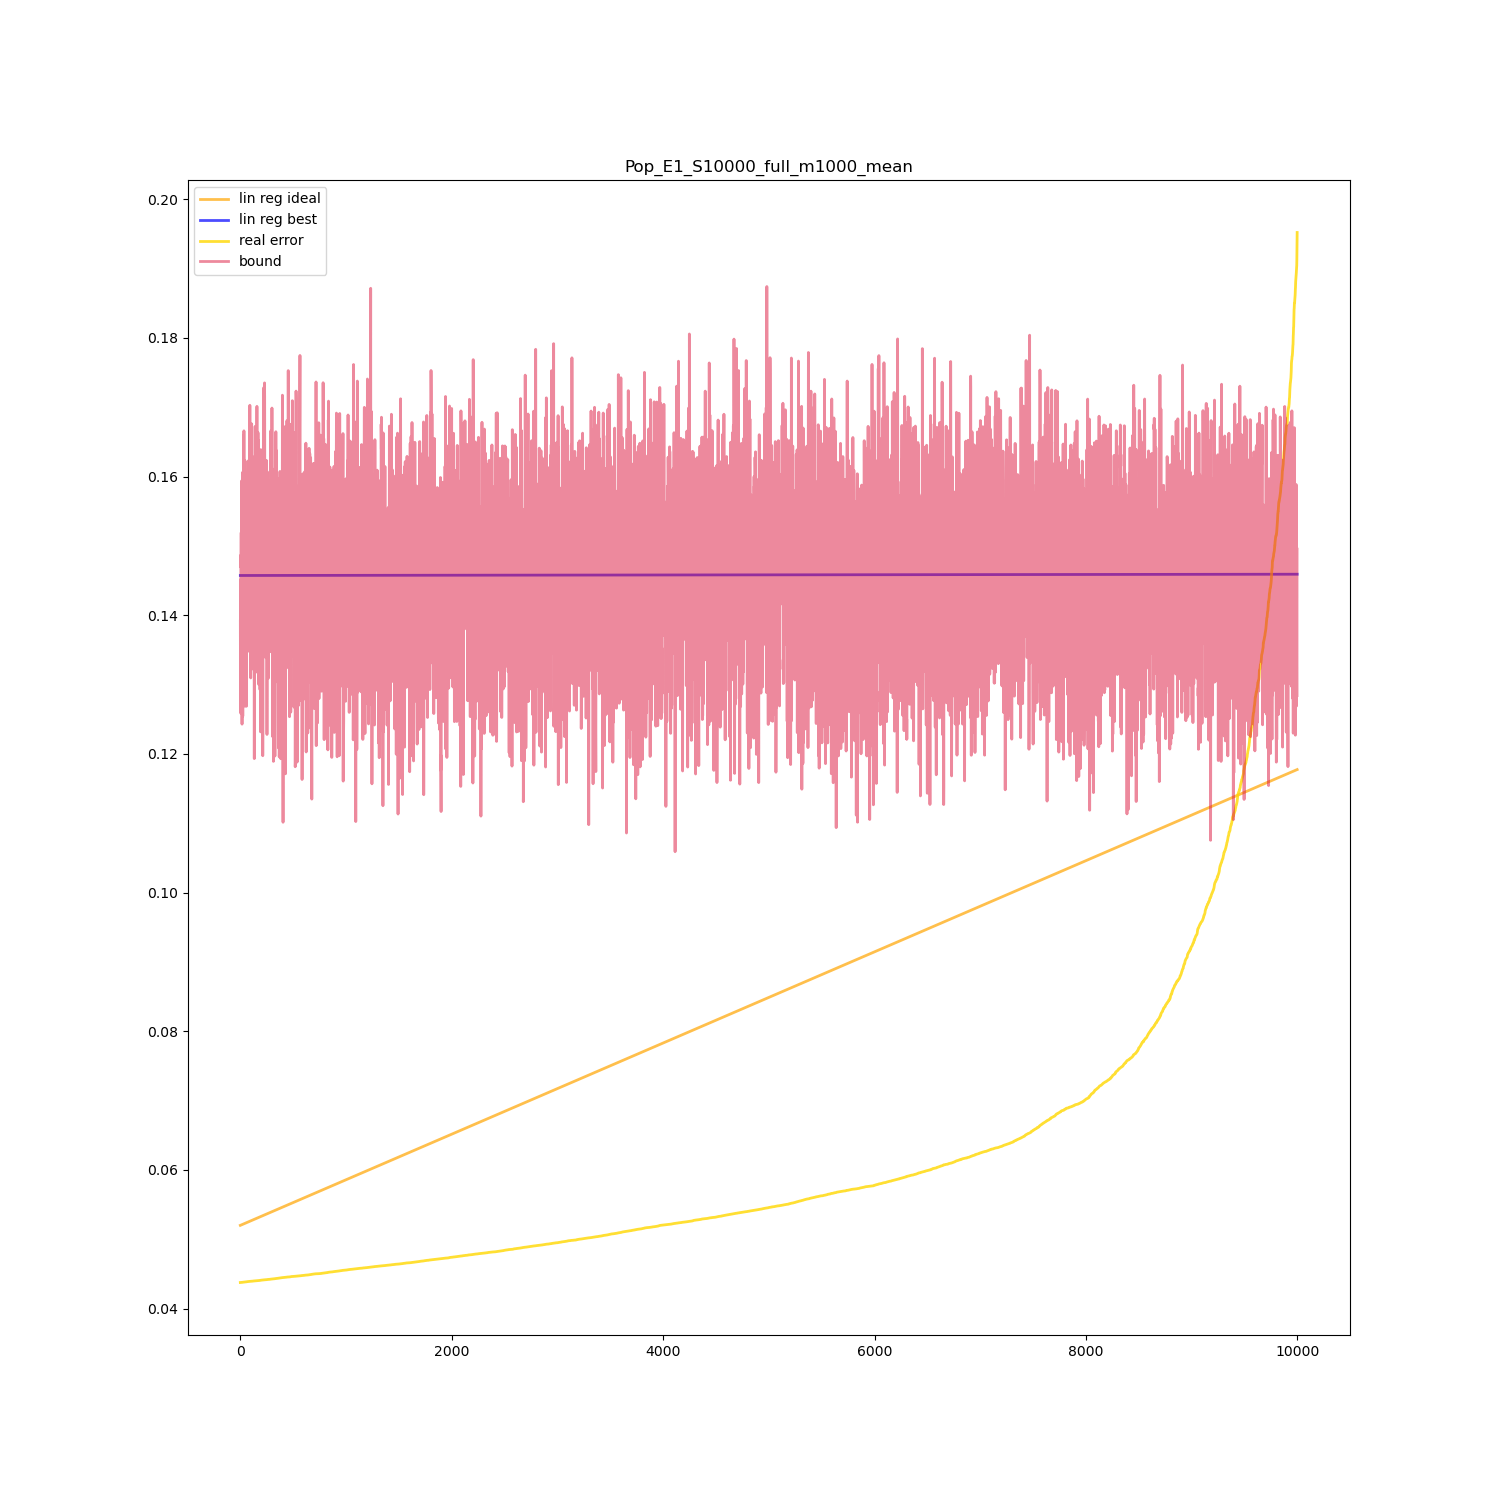 Pop_E1_S10000_full_m1000_mean
lin reg ideal
lin reg best
real error
bound
0.20
0.18
0.16
0.14
0.12
0.10
0.08
0.06
0.04
0 2000 4000 6000 8000 10000